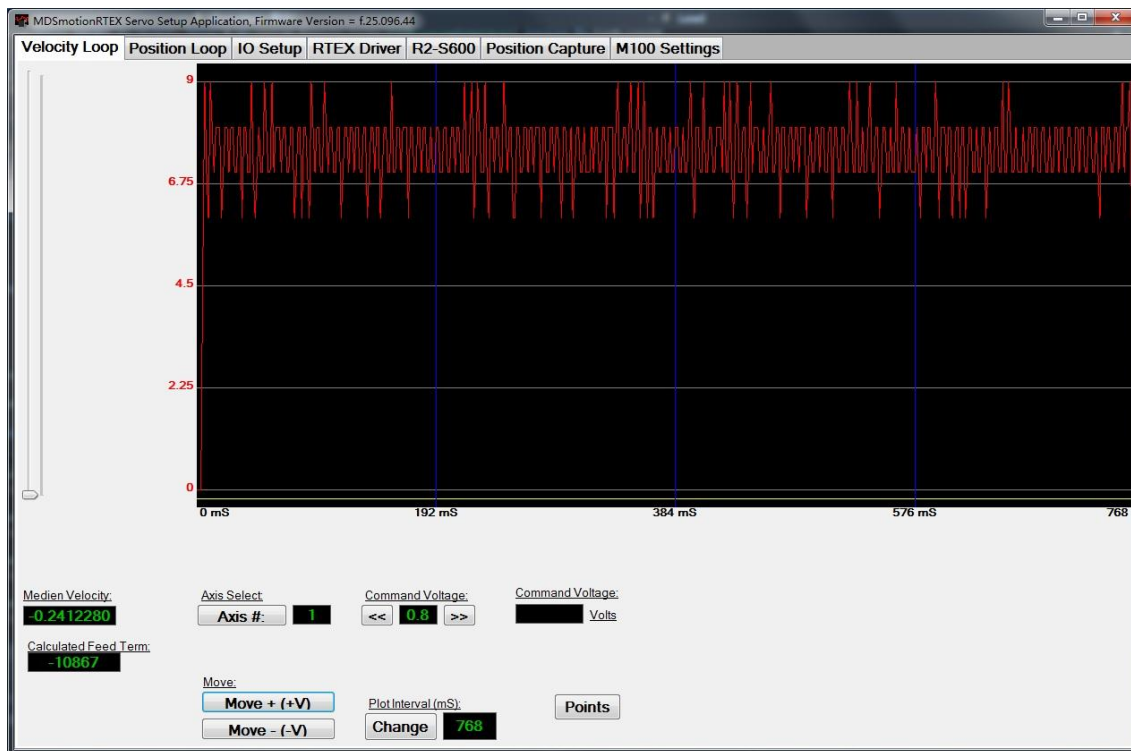 MDSmotionRTEX Servo Setup Application, Firmware Version = f.25.096.44
Velocity Loop Position Loop IO Setup RTEX Driver R2-S600 Position Capture M100 Settings
9
6.75
4.5
2.25
0
0 mS 192 mS 384 mS 576 mS 768
Medien Velocity: Axis Select: Command Voltage: Command Voltage:
-0.2412280 Axis #: 1 << 0.8 >> Volts
Calculated Feed Term:
-10867
Move: Plot Interval (mS):
Move + (+V) Change 768 Points
Move - (-V)